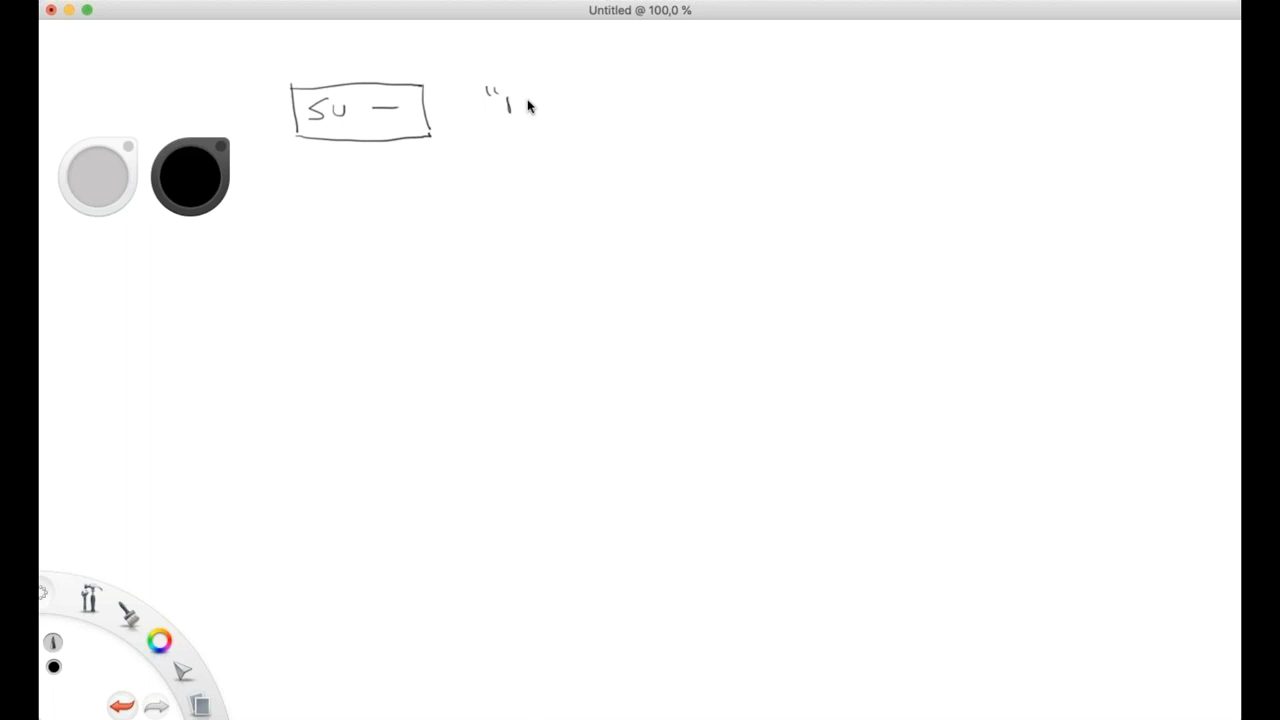 Untitled @ 100,0 %
SU — "